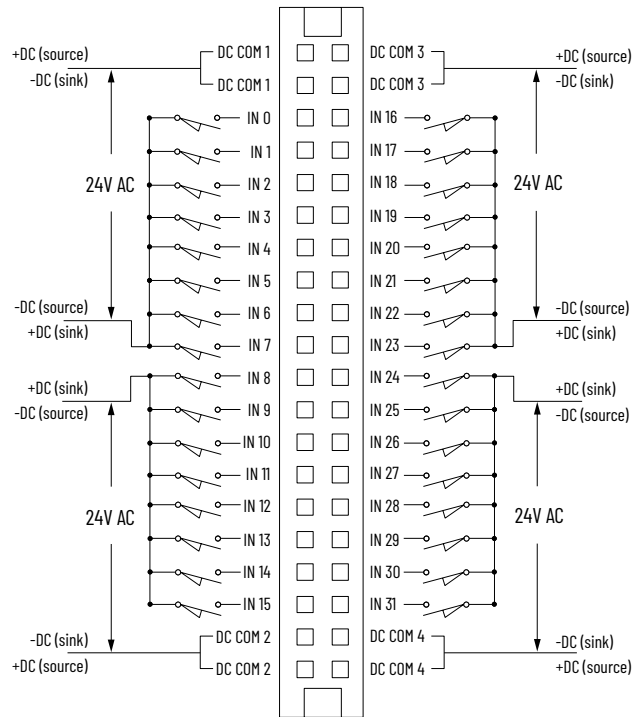 +DC (source)
-DC (sink)
DC COM 1
DC COM 1
DC COM 3
DC COM 3
+DC (source)
-DC (sink)
IN 0
IN 16
IN 1
IN 17
24V AC
IN 2
IN 18
24V AC
IN 3
IN 19
IN 4
IN 20
IN 5
IN 21
-DC (source)
+DC (sink)
IN 6
IN 22
-DC (source)
+DC (sink)
IN 7
IN 23
+DC (sink)
-DC (source)
IN 8
IN 24
+DC (sink)
-DC (source)
IN 9
IN 25
IN 10
IN 26
IN 11
IN 27
24V AC
IN 12
IN 28
24V AC
IN 13
IN 29
IN 14
IN 30
IN 15
IN 31
-DC (sink)
+DC (source)
DC COM 2
DC COM 2
DC COM 4
DC COM 4
-DC (sink)
+DC (source)